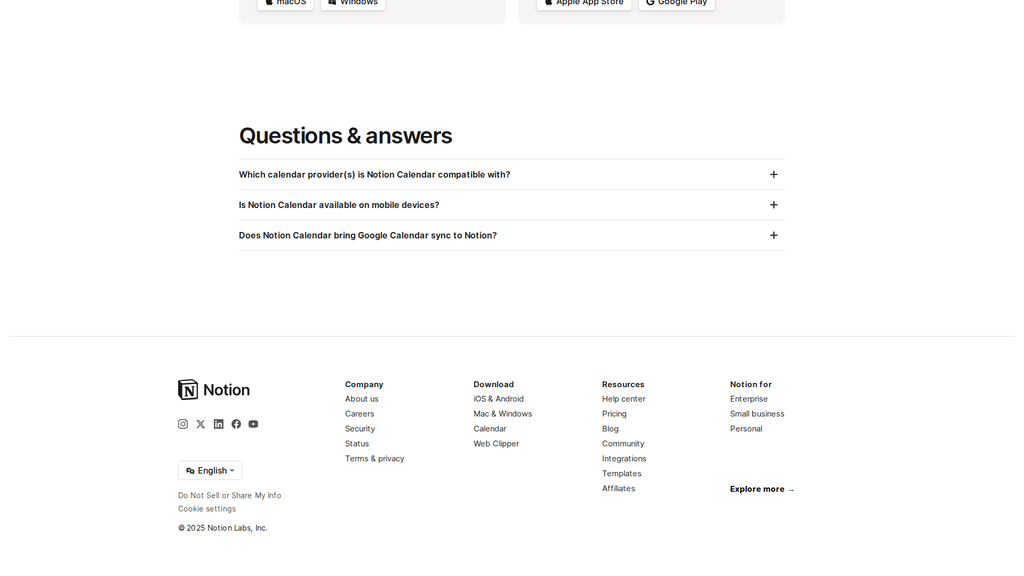 macOS
Windows
Apple App Store
Google Play
Questions & answers
Which calendar provider(s) is Notion Calendar compatible with?
Is Notion Calendar available on mobile devices?
Does Notion Calendar bring Google Calendar sync to Notion?
Notion
English
Do Not Sell or Share My Info
Cookie settings
© 2025 Notion Labs, Inc.
Company
About us
Careers
Security
Status
Terms & privacy
Download
iOS & Android
Mac & Windows
Calendar
Web Clipper
Resources
Help center
Pricing
Blog
Community
Integrations
Templates
Affiliates
Notion for
Enterprise
Small business
Personal
Explore more →